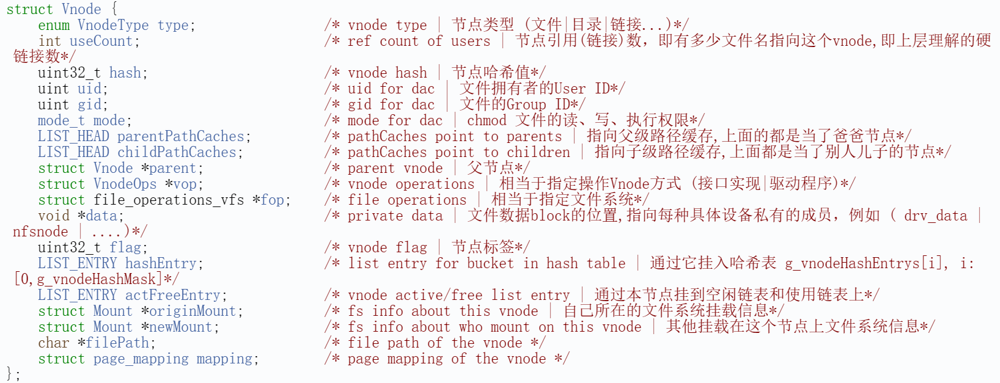 struct Vnode {
    enum VnodeType type;                /* vnode type | 节点类型 (文件|目录|链接...)*/
    int useCount;                       /* ref count of users | 节点引用(链接)数，即有多少文件名指向这个vnode,即上层理解的硬
链接数*/
    uint32_t hash;                      /* vnode hash | 节点哈希值*/
    uint uid;                           /* uid for dac | 文件拥有者的User ID*/
    uint gid;                           /* gid for dac | 文件的Group ID*/
    mode_t mode;                        /* mode for dac | chmod 文件的读、写、执行权限*/
    LIST_HEAD parentPathCaches;         /* pathCaches point to parents | 指向父级路径缓存,上面的都是当了爸爸节点*/
    LIST_HEAD childPathCaches;          /* pathCaches point to children | 指向子级路径缓存,上面都是当了别人儿子的节点*/
    struct Vnode *parent;               /* parent vnode | 父节点*/
    struct VnodeOps *vop;               /* vnode operations | 相当于指定操作Vnode方式 (接口实现|驱动程序)*/
    struct file_operations_vfs *fop;    /* file operations | 相当于指定文件系统*/
    void *data;                         /* private data | 文件数据block的位置,指向每种具体设备私有的成员，例如 ( drv_data |
nfsnode | ....)*/
    uint32_t flag;                      /* vnode flag | 节点标签*/
    LIST_ENTRY hashEntry;               /* list entry for bucket in hash table | 通过它挂入哈希表 g_vnodeHashEntrys[i], i:
[0,g_vnodeHashMask]*/
    LIST_ENTRY actFreeEntry;            /* vnode active/free list entry | 通过本节点挂到空闲链表和使用链表上*/
    struct Mount *originMount;          /* fs info about this vnode | 自己所在的文件系统挂载信息*/
    struct Mount *newMount;             /* fs info about who mount on this vnode | 其他挂载在这个节点上文件系统信息*/
    char *filePath;                     /* file path of the vnode */
    struct page_mapping mapping;        /* page mapping of the vnode */
};